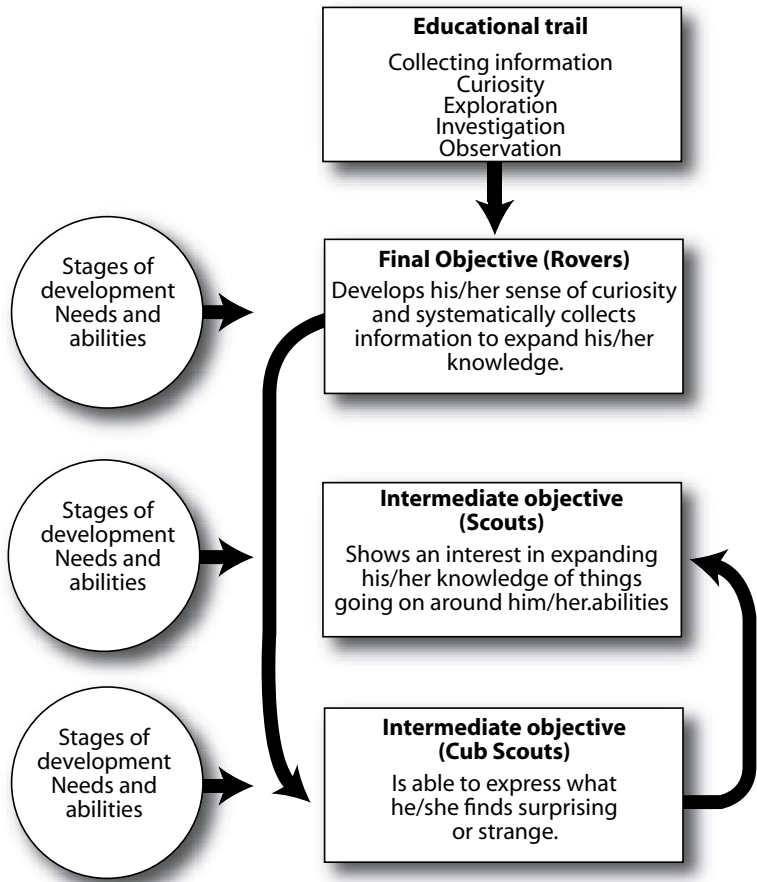 Educational trail
Collecting information
Curiosity
Exploration
Investigation
Observation
Stages of
development
Needs and
abilities
Final Objective (Rovers)
Develops his/her sense of curiosity
and systematically collects
information to expand his/her
knowledge.
Stages of
development
Needs and
abilities
Intermediate objective
(Scouts)
Shows an interest in expanding
his/her knowledge of things
going on around him/her.abilities
Stages of
development
Needs and
abilities
Intermediate objective
(Cub Scouts)
Is able to express what
he/she finds surprising
or strange.